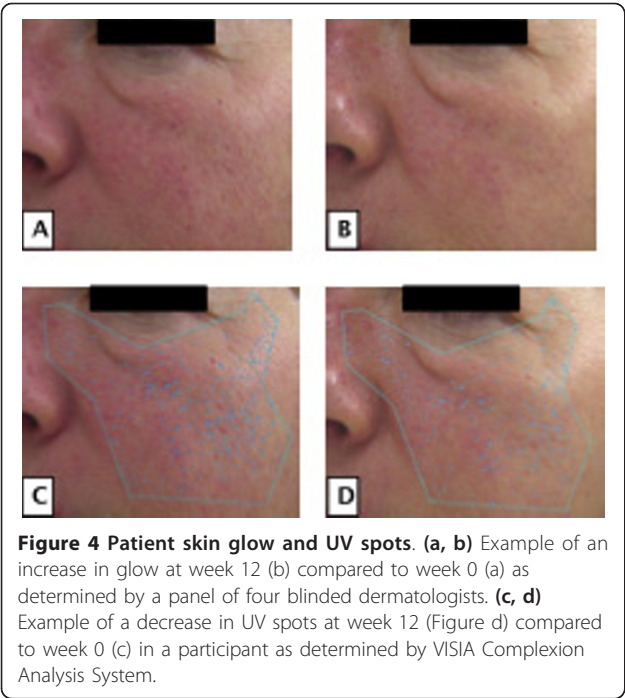 A
B
C
D
Figure 4 Patient skin glow and UV spots. (a, b) Example of an
increase in glow at week 12 (b) compared to week 0 (a) as
determined by a panel of four blinded dermatologists. (c, d)
Example of a decrease in UV spots at week 12 (Figure d) compared
to week 0 (c) in a participant as determined by VISIA Complexion
Analysis System.